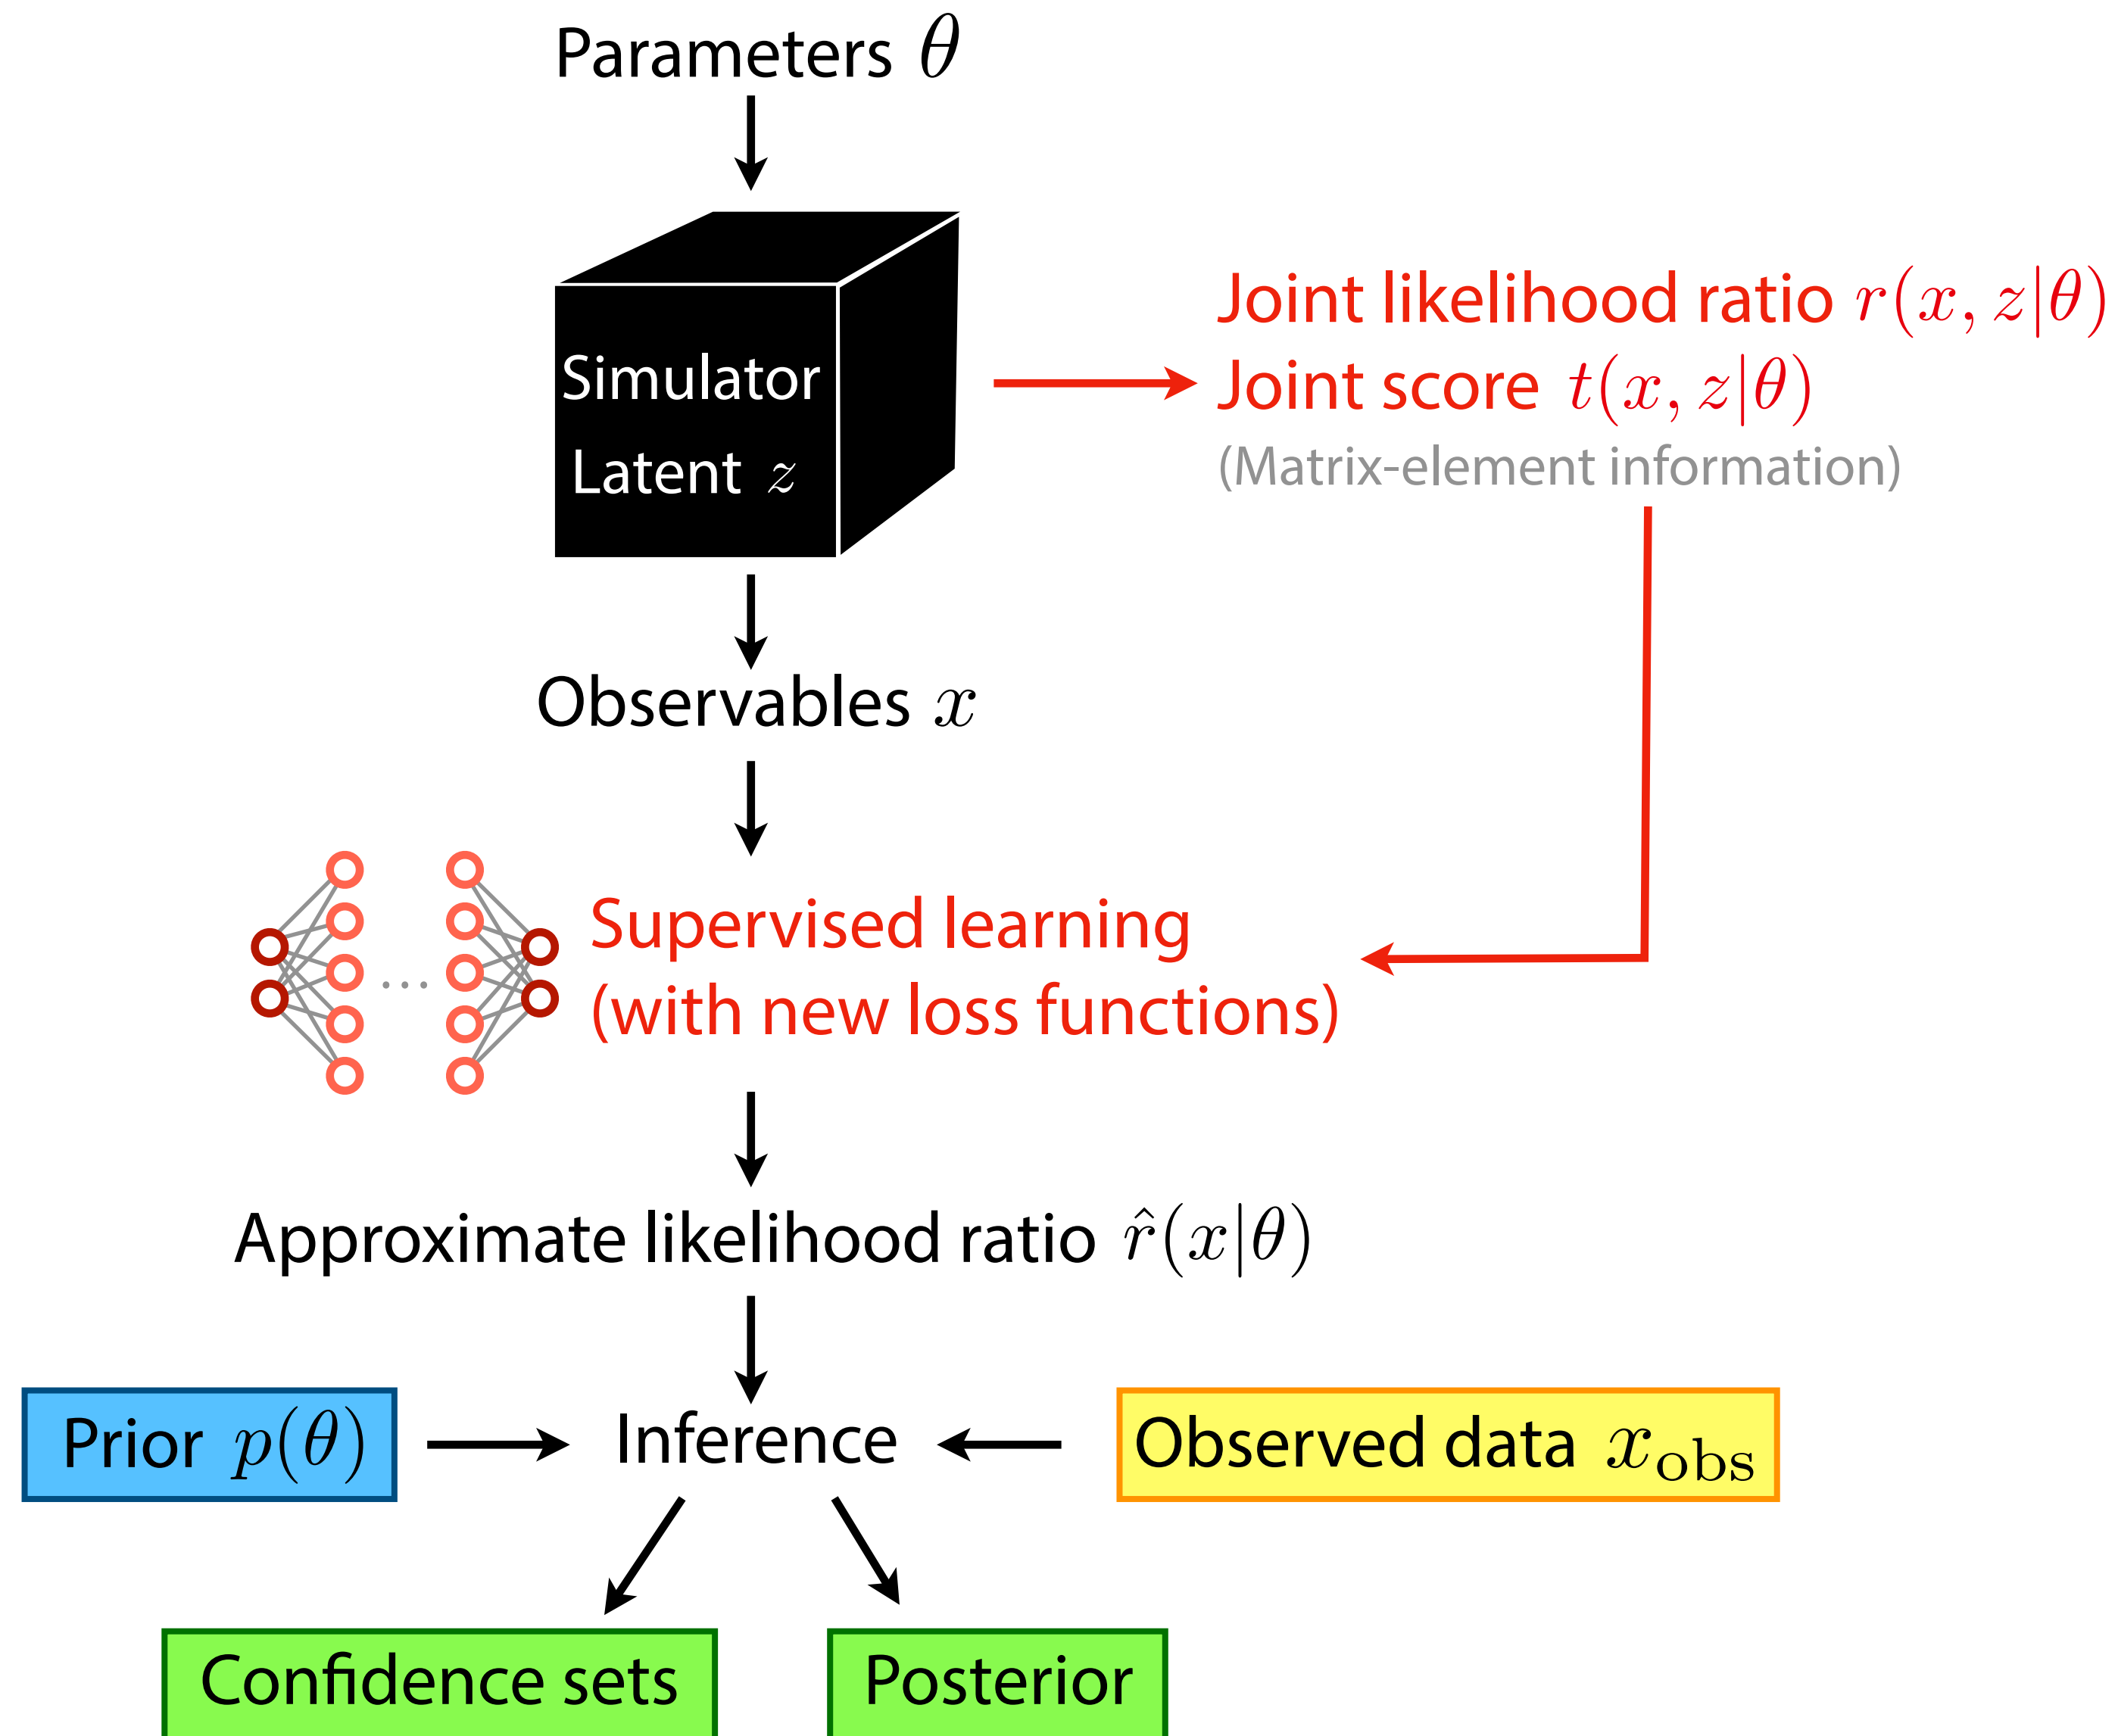 Parameters θ
Simulator
Latent z
Joint likelihood ratio r(x, z|θ)
Joint score t(x, z|θ)
(Matrix-element information)
Observables x
Supervised learning
(with new loss functions)
Approximate likelihood ratio r̂(x|θ)
Prior p(θ)
Inference
Observed data x_obs
Confidence sets
Posterior